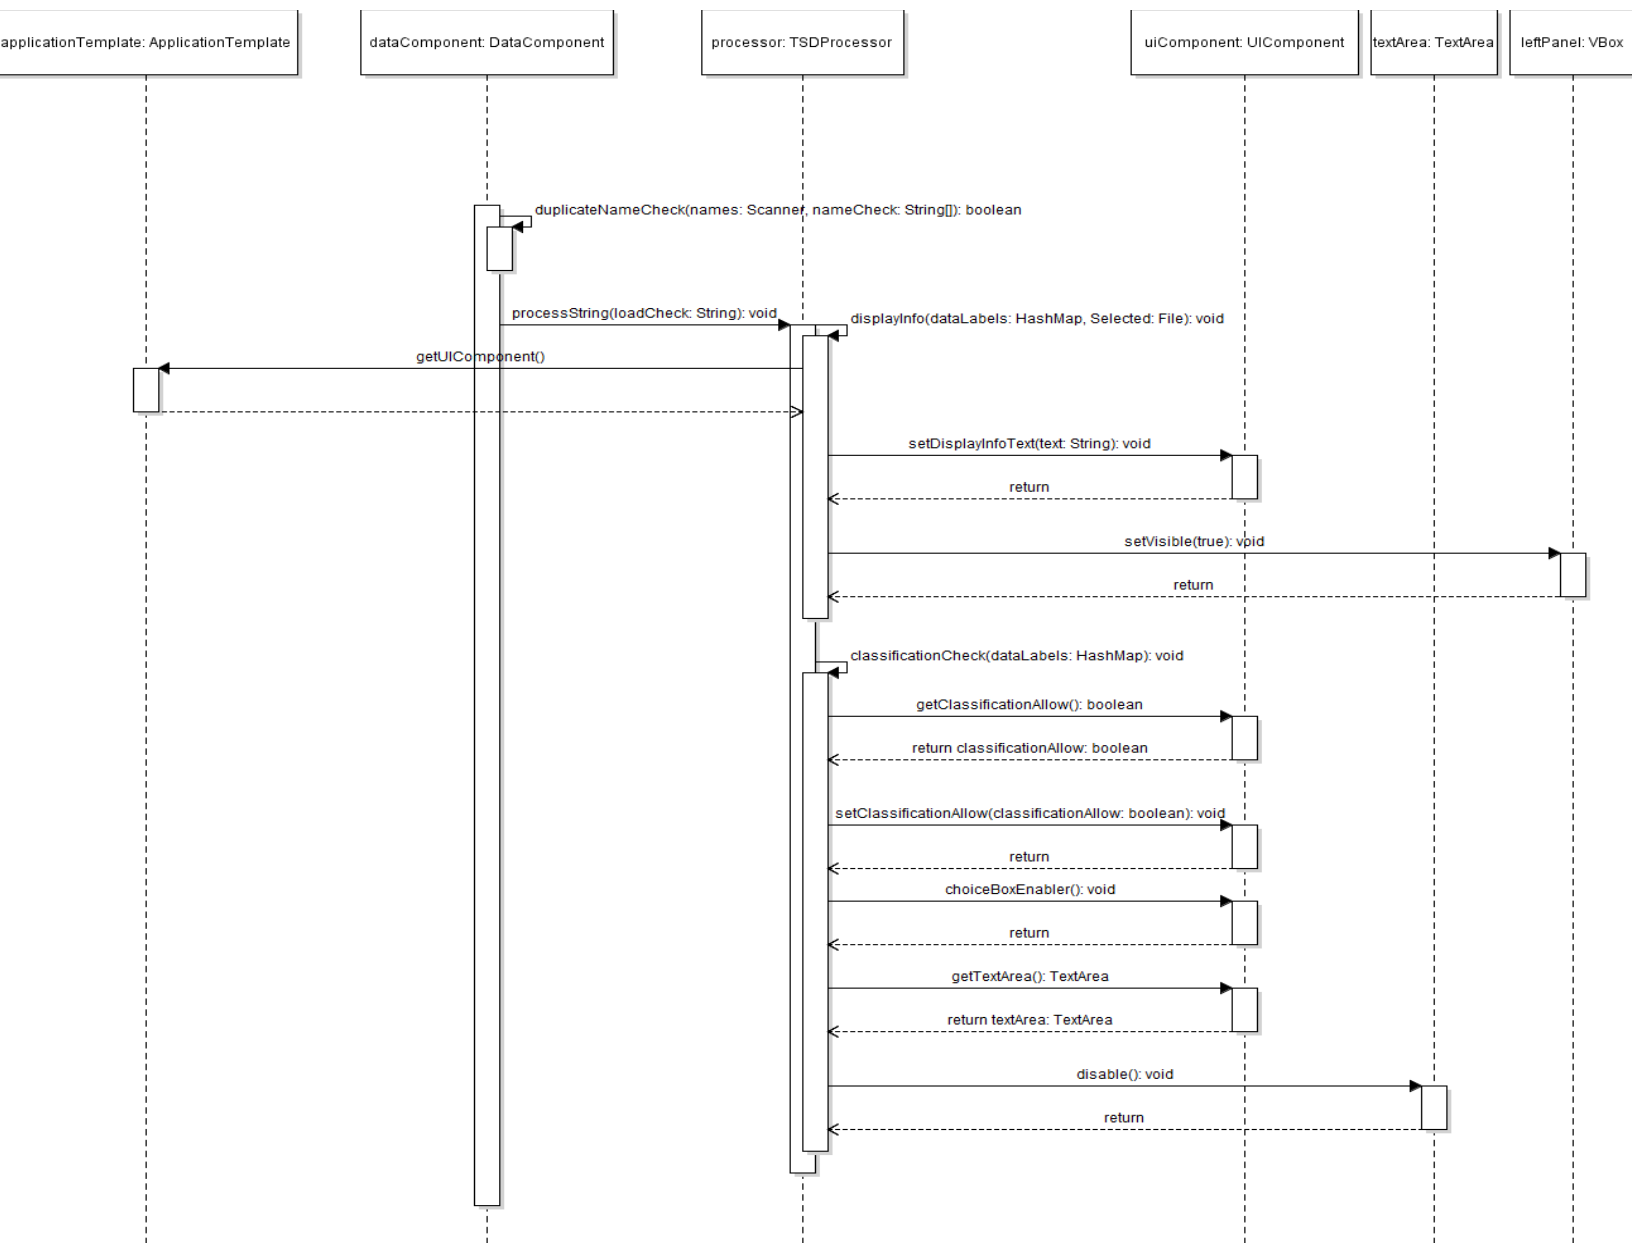 applicationTemplate: ApplicationTemplate
dataComponent: DataComponent
processor: TSDProcessor
uiComponent: UIComponent
textArea: TextArea
leftPanel: VBox
duplicateNameCheck(names: Scanner, nameCheck: String[]): boolean
processString(loadCheck: String): void
displayInfo(dataLabels: HashMap, Selected: File): void
getUIComponent()
setDisplayInfoText(text: String): void
return
setVisible(true): void
return
classificationCheck(dataLabels: HashMap): void
getClassificationAllow(): boolean
return classificationAllow: boolean
setClassificationAllow(classificationAllow: boolean): void
return
choiceBoxEnabler(): void
return
getTextArea(): TextArea
return textArea: TextArea
disable(): void
return